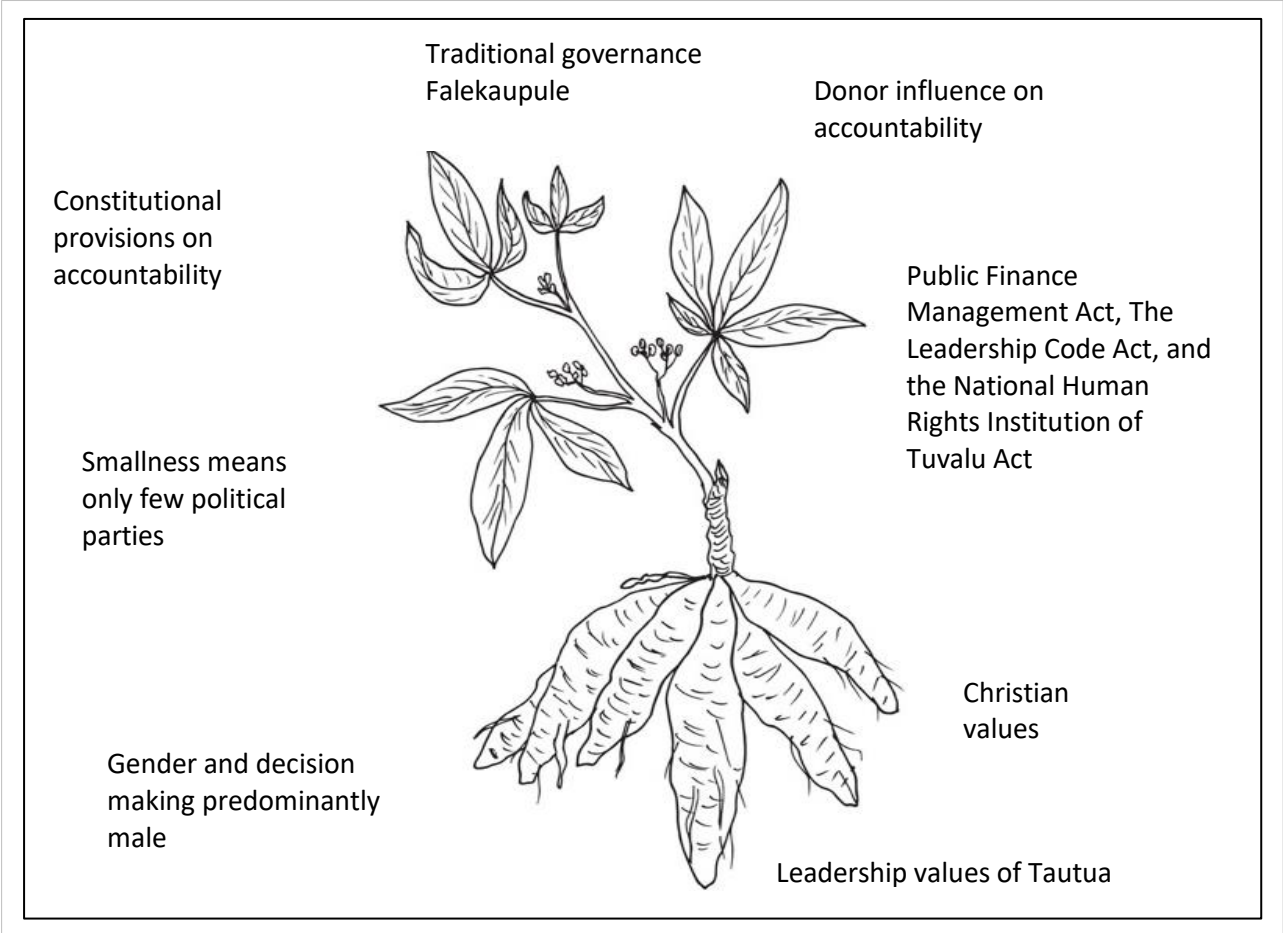 Traditional governance
Falekaupule
Donor influence on
accountability
Constitutional
provisions on
accountability
Public Finance
Management Act, The
Leadership Code Act, and
the National Human
Rights Institution of
Tuvalu Act
Smallness means
only few political
parties
Christian
values
Gender and decision
making predominantly
male
Leadership values of Tautua